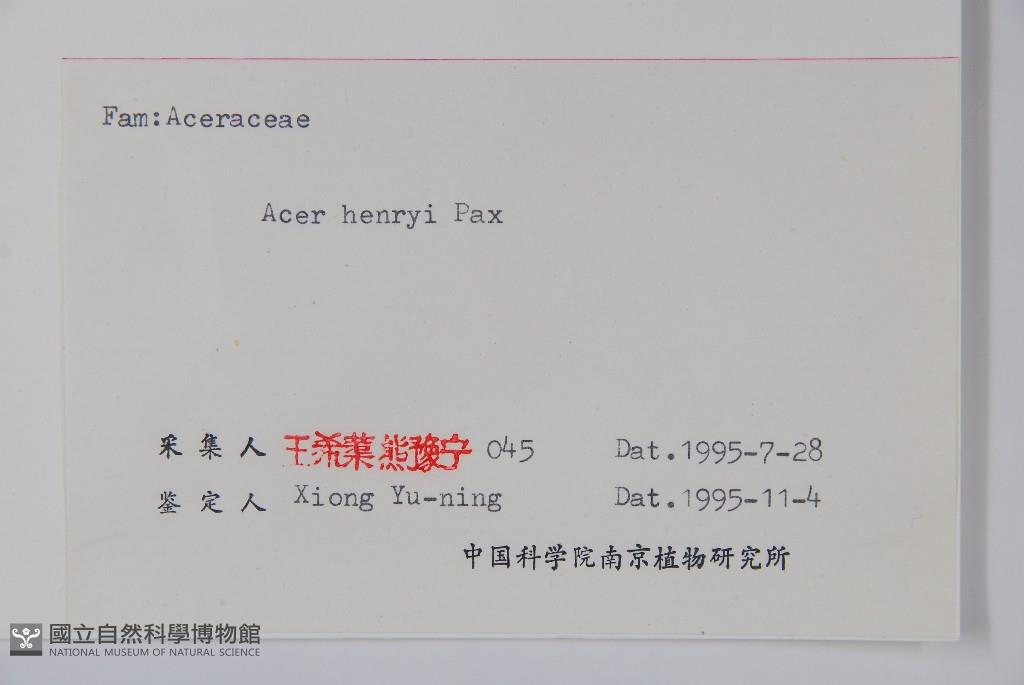 Fam:Aceraceae
Acer henryi Pax
采集人 王希蕖熊豫宁 045 Dat.1995-7-28
鉴定人 Xiong Yu-ning Dat.1995-11-4
中国科学院南京植物研究所
國立自然科學博物館
NATIONAL MUSEUM OF NATURAL SCIENCE